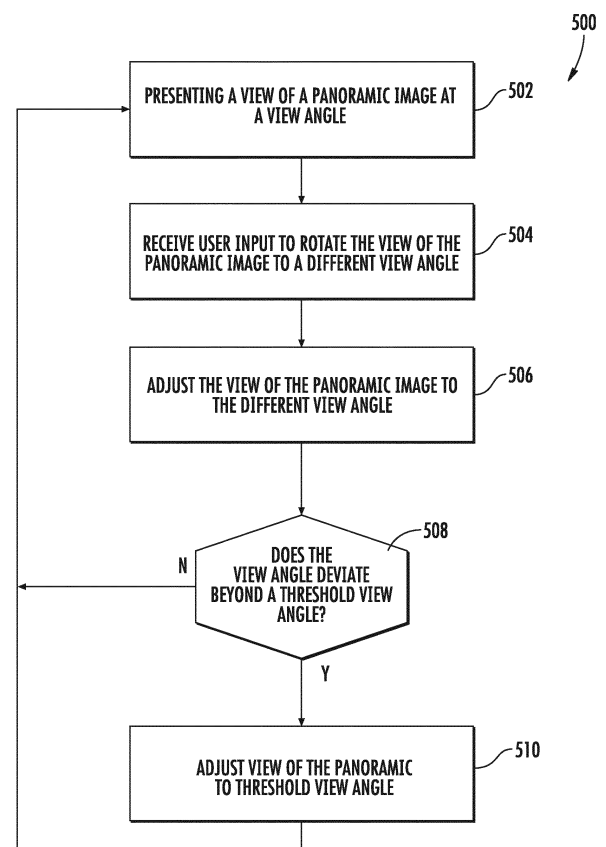 500
PRESENTING A VIEW OF A PANORAMIC IMAGE AT
A VIEW ANGLE
502
RECEIVE USER INPUT TO ROTATE THE VIEW OF THE
PANORAMIC IMAGE TO A DIFFERENT VIEW ANGLE
504
ADJUST THE VIEW OF THE PANORAMIC IMAGE TO
THE DIFFERENT VIEW ANGLE
506
508
DOES THE
VIEW ANGLE DEVIATE
BEYOND A THRESHOLD VIEW
ANGLE?
N
Y
ADJUST VIEW OF THE PANORAMIC
TO THRESHOLD VIEW ANGLE
510